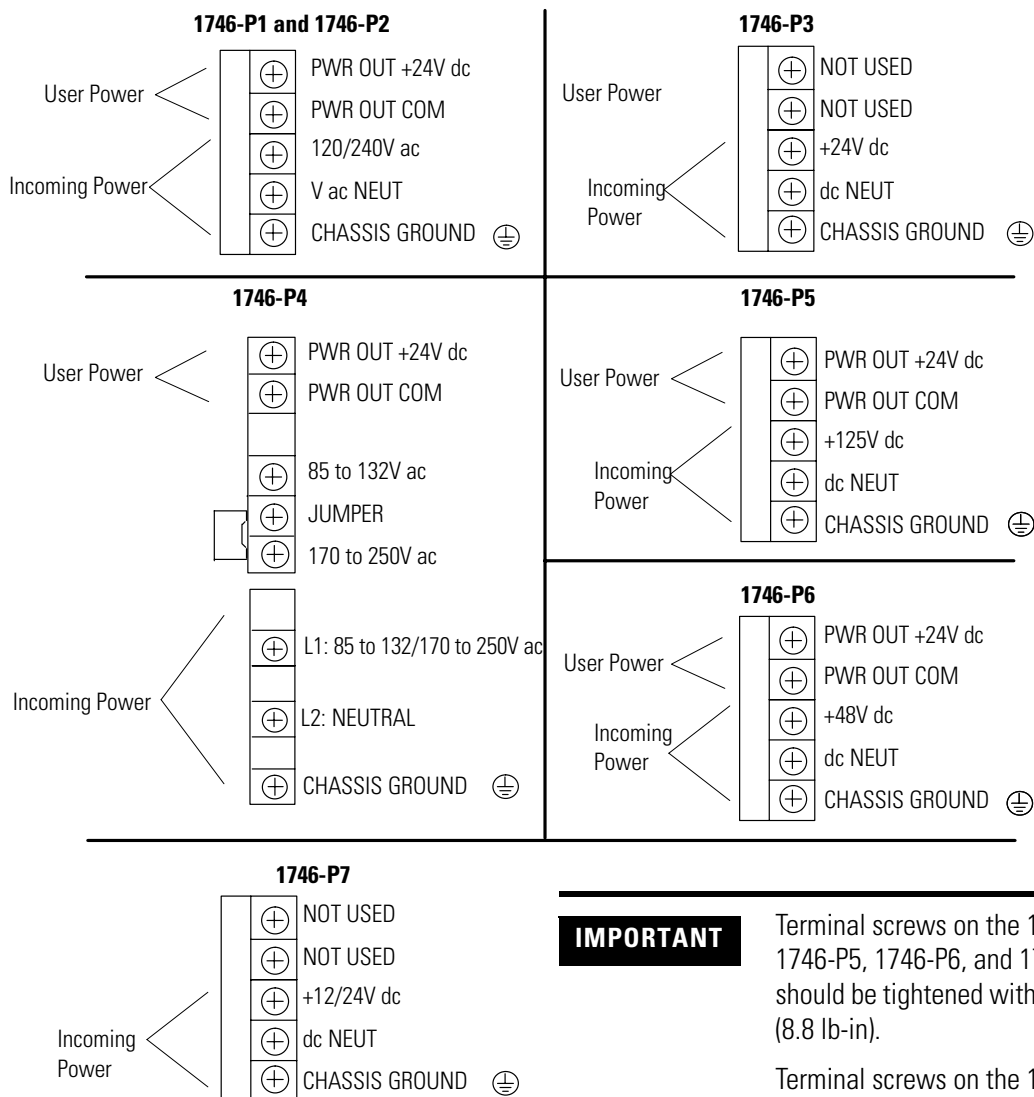 1746-P1 and 1746-P2
User Power
PWR OUT +24V dc
PWR OUT COM
Incoming Power
120/240V ac
V ac NEUT
CHASSIS GROUND
1746-P3
User Power
NOT USED
NOT USED
Incoming
Power
+24V dc
dc NEUT
CHASSIS GROUND
1746-P4
User Power
PWR OUT +24V dc
PWR OUT COM
85 to 132V ac
JUMPER
170 to 250V ac
Incoming Power
L1: 85 to 132/170 to 250V ac
L2: NEUTRAL
CHASSIS GROUND
1746-P5
User Power
PWR OUT +24V dc
PWR OUT COM
Incoming
Power
+125V dc
dc NEUT
CHASSIS GROUND
1746-P6
User Power
PWR OUT +24V dc
PWR OUT COM
Incoming
Power
+48V dc
dc NEUT
CHASSIS GROUND
1746-P7
NOT USED
NOT USED
Incoming
Power
+12/24V dc
dc NEUT
CHASSIS GROUND
IMPORTANT
Terminal screws on the
1746-P5, 1746-P6, and
should be tightened with
(8.8 lb-in).
Terminal screws on the